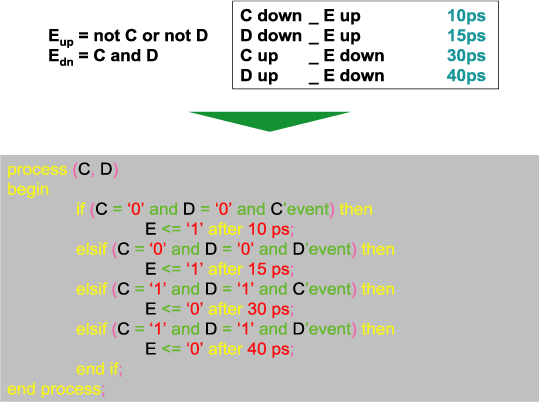 E up = not C or not D
E dn = C and D
C down _ E up 10ps
D down _ E up 15ps
C up _ E down 30ps
D up _ E down 40ps
process (C, D)
begin
if (C = ‘0’ and D = ‘0’ and C’event) then
E <= ‘1’ after 10 ps;
elsif (C = ‘0’ and D = ‘0’ and D’event) then
E <= ‘1’ after 15 ps;
elsif (C = ‘1’ and D = ‘1’ and C’event) then
E <= ‘0’ after 30 ps;
elsif (C = ‘1’ and D = ‘1’ and D’event) then
E <= ‘0’ after 40 ps;
end if;
end process;